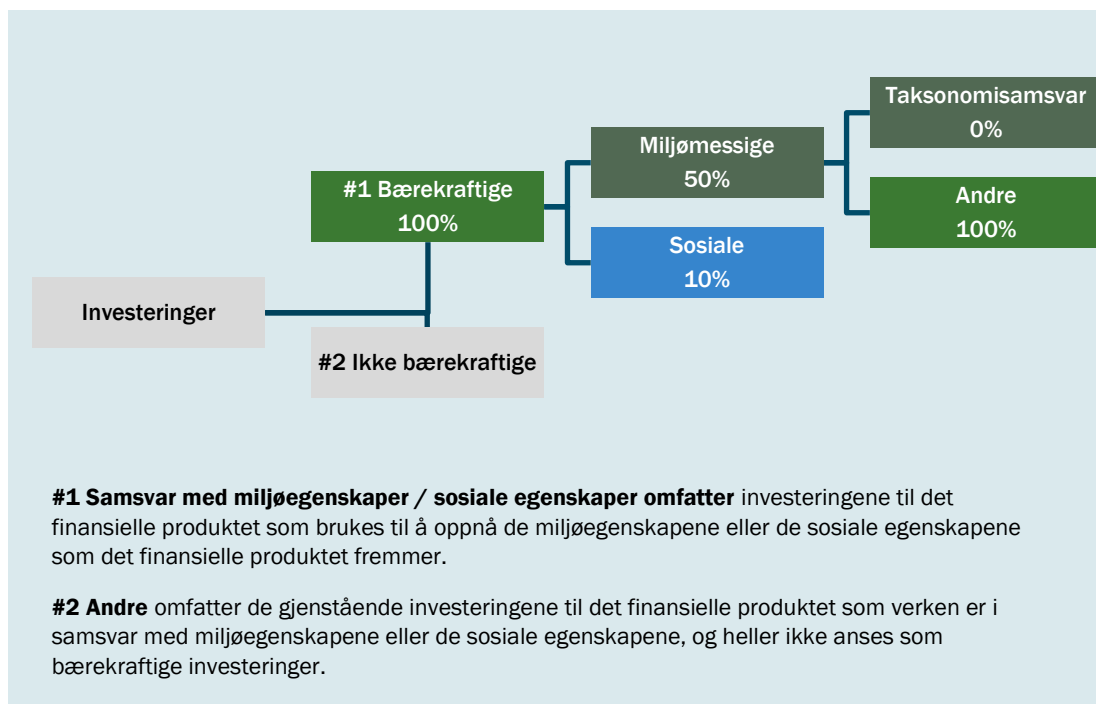 Taksonomisamsvar
0%
Miljømessige
50%
#1 Bærekraftige
100%
Andre
100%
Sosiale
10%
Investeringer
#2 Ikke bærekraftige
#1 Samsvar med miljøegenskaper / sosiale egenskaper omfatter investeringene til det
finansielle produktet som brukes til å oppnå de miljøegenskapene eller de sosiale egenskapene
som det finansielle produktet fremmer.
#2 Andre omfatter de gjenstående investeringene til det finansielle produktet som verken er i
samsvar med miljøegenskapene eller de sosiale egenskapene, og heller ikke anses som
bærekraftige investeringer.